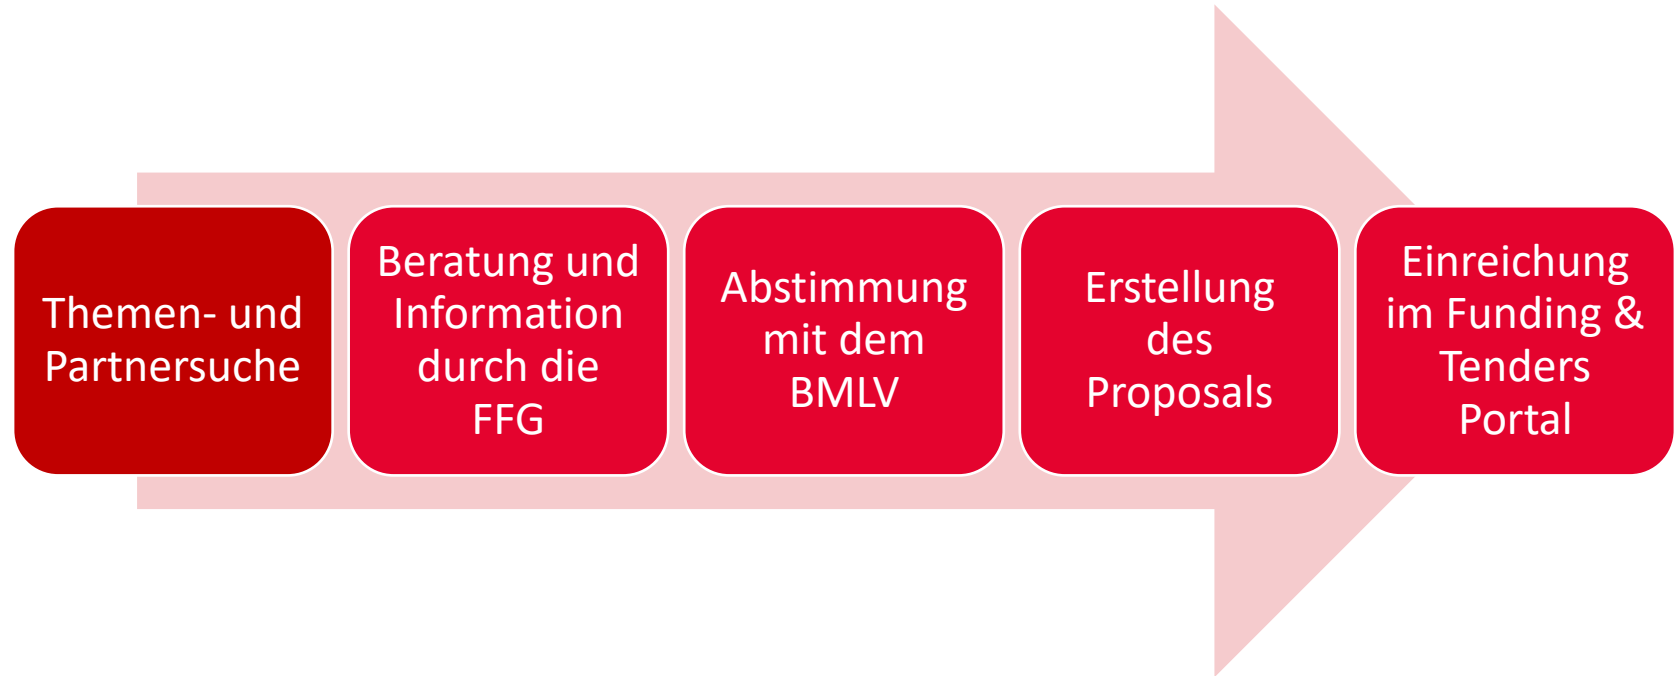 Themen- und
Partnersuche
Beratung und
Information
durch die
FFG
Abstimmung
mit dem
BMLV
Erstellung
des
Proposals
Einreichung
im Funding &
Tenders
Portal